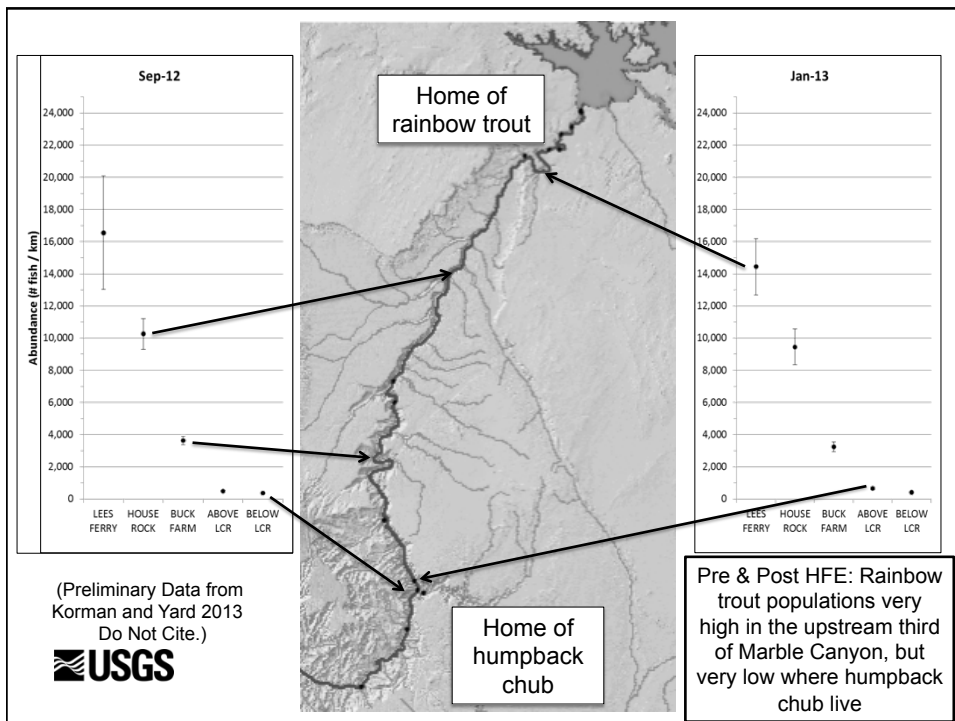 Sep-12
Abundance (# fish / km)
24,000
22,000
20,000
18,000
16,000
14,000
12,000
10,000
8,000
6,000
4,000
2,000
0
LEES HOUSE BUCK ABOVE BELOW
FERRY ROCK FARM LCR LCR
(Preliminary Data from
Korman and Yard 2013
Do Not Cite.)
USGS
Home of
rainbow trout
Home of
humpback
chub
Jan-13
24,000
22,000
20,000
18,000
16,000
14,000
12,000
10,000
8,000
6,000
4,000
2,000
0
LEES HOUSE BUCK ABOVE BELOW
FERRY ROCK FARM LCR LCR
Pre & Post HFE: Rainbow
trout populations very
high in the upstream third
of Marble Canyon, but
very low where humpback
chub live